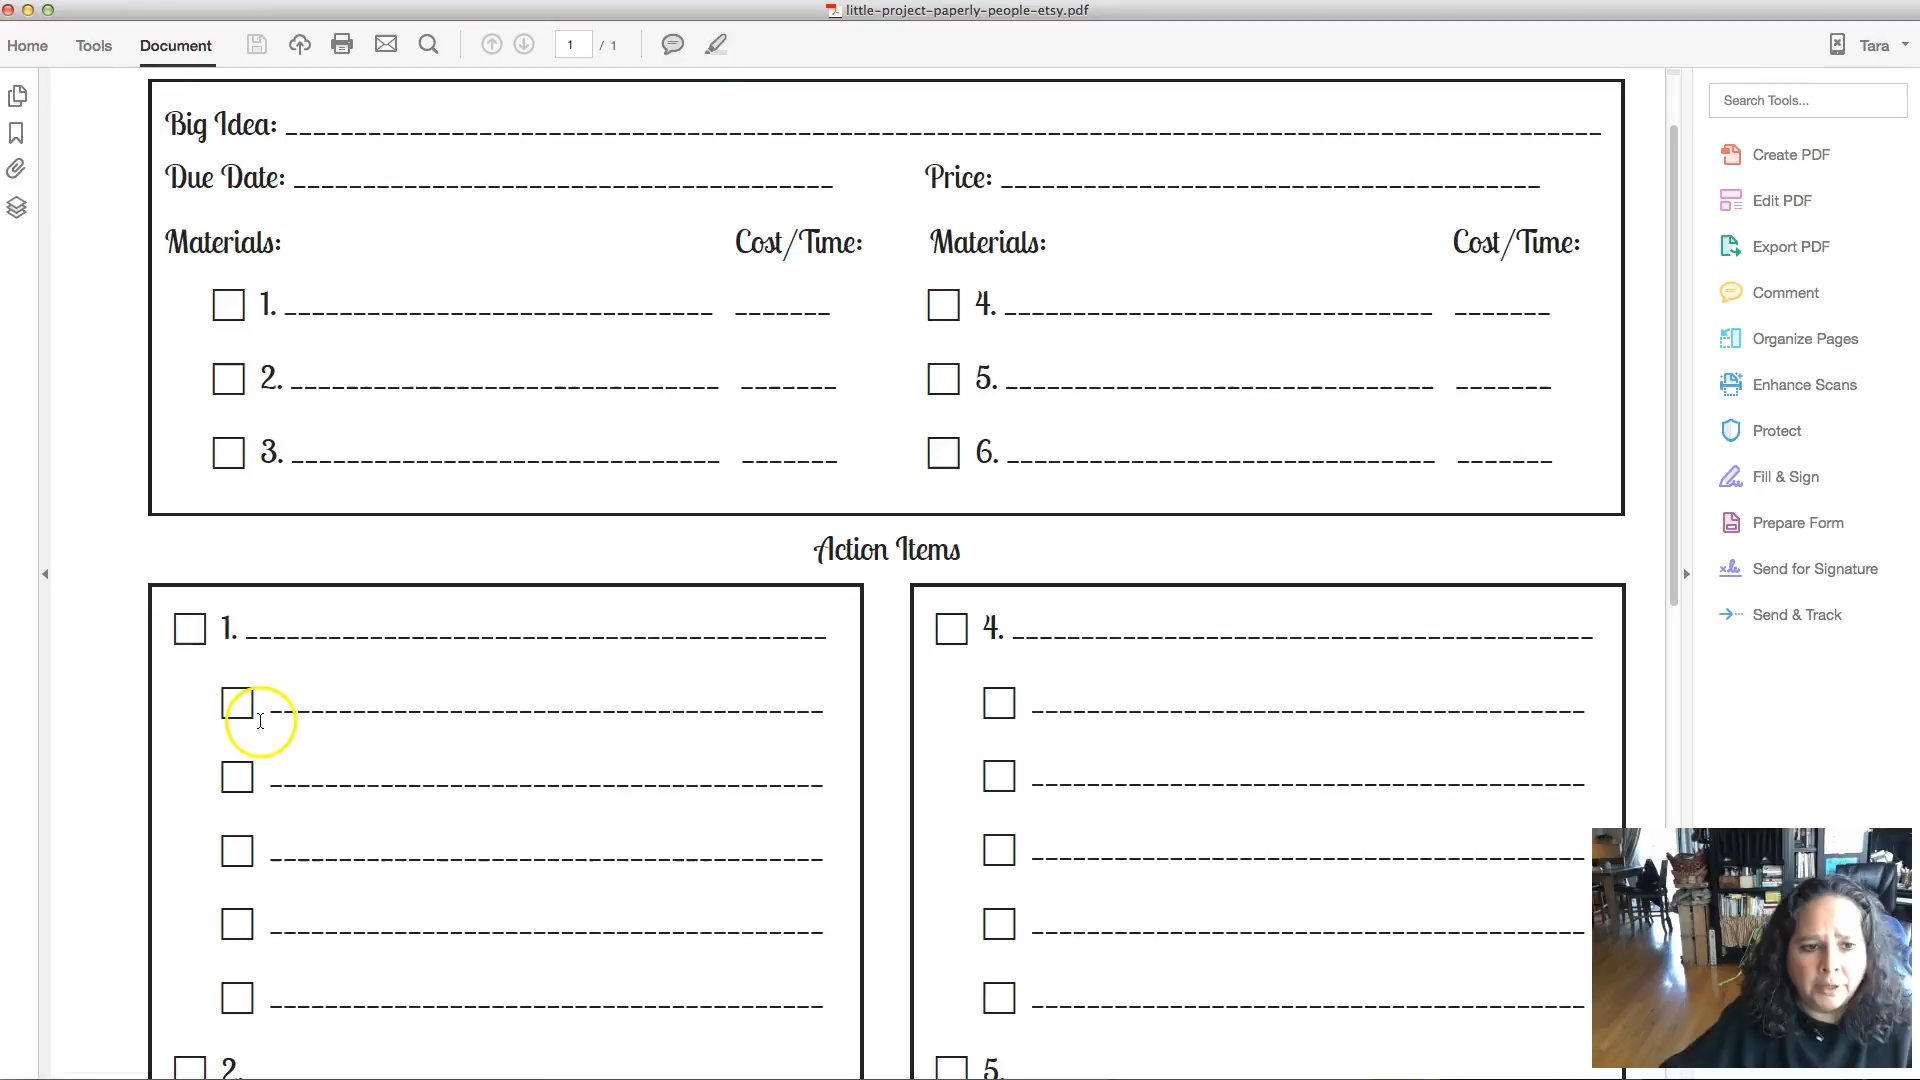 little-project-paperly-people-etsy.pdf
Home Tools Document 1 / 1 Tara
Search Tools...
Create PDF
Edit PDF
Export PDF
Comment
Organize Pages
Enhance Scans
Protect
Fill & Sign
Prepare Form
Send for Signature
Send & Track
Big Idea:
Due Date: Price:
Materials: Cost/Time: Materials: Cost/Time:
1. 4.
2. 5.
3. 6.
Action Items
1. 4.
2. 5.